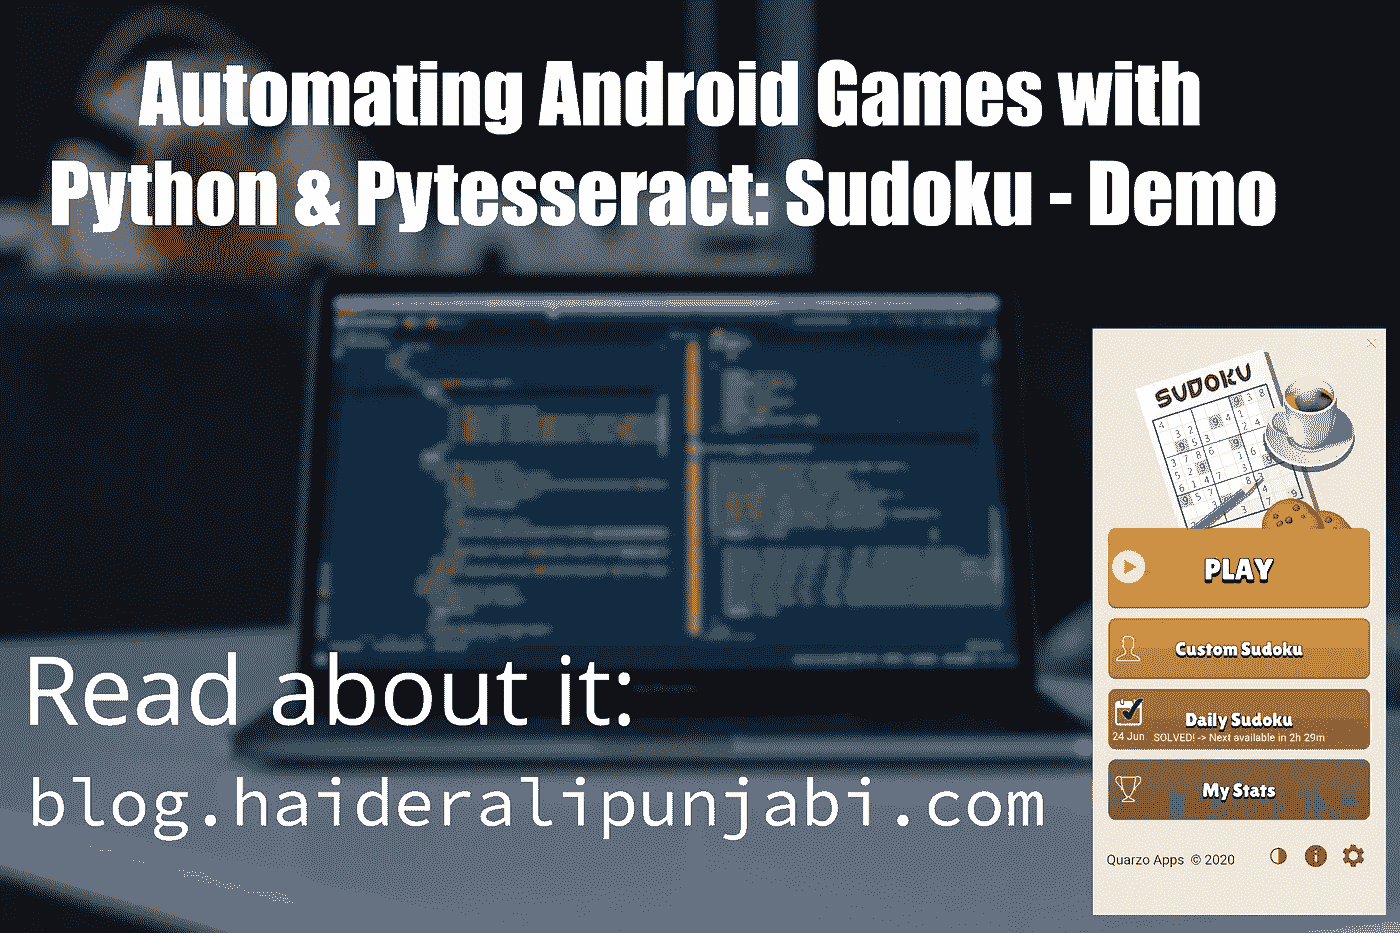 Automating Android Games with
Python & Pytesseract: Sudoku - Demo
Read about it:
blog.haideralipunjabi.com
SUDOKU
PLAY
Custom Sudoku
Daily Sudoku
24 Jun SOLVED! -> Next available in 2h 29m
My Stats
Quarzo Apps © 2020